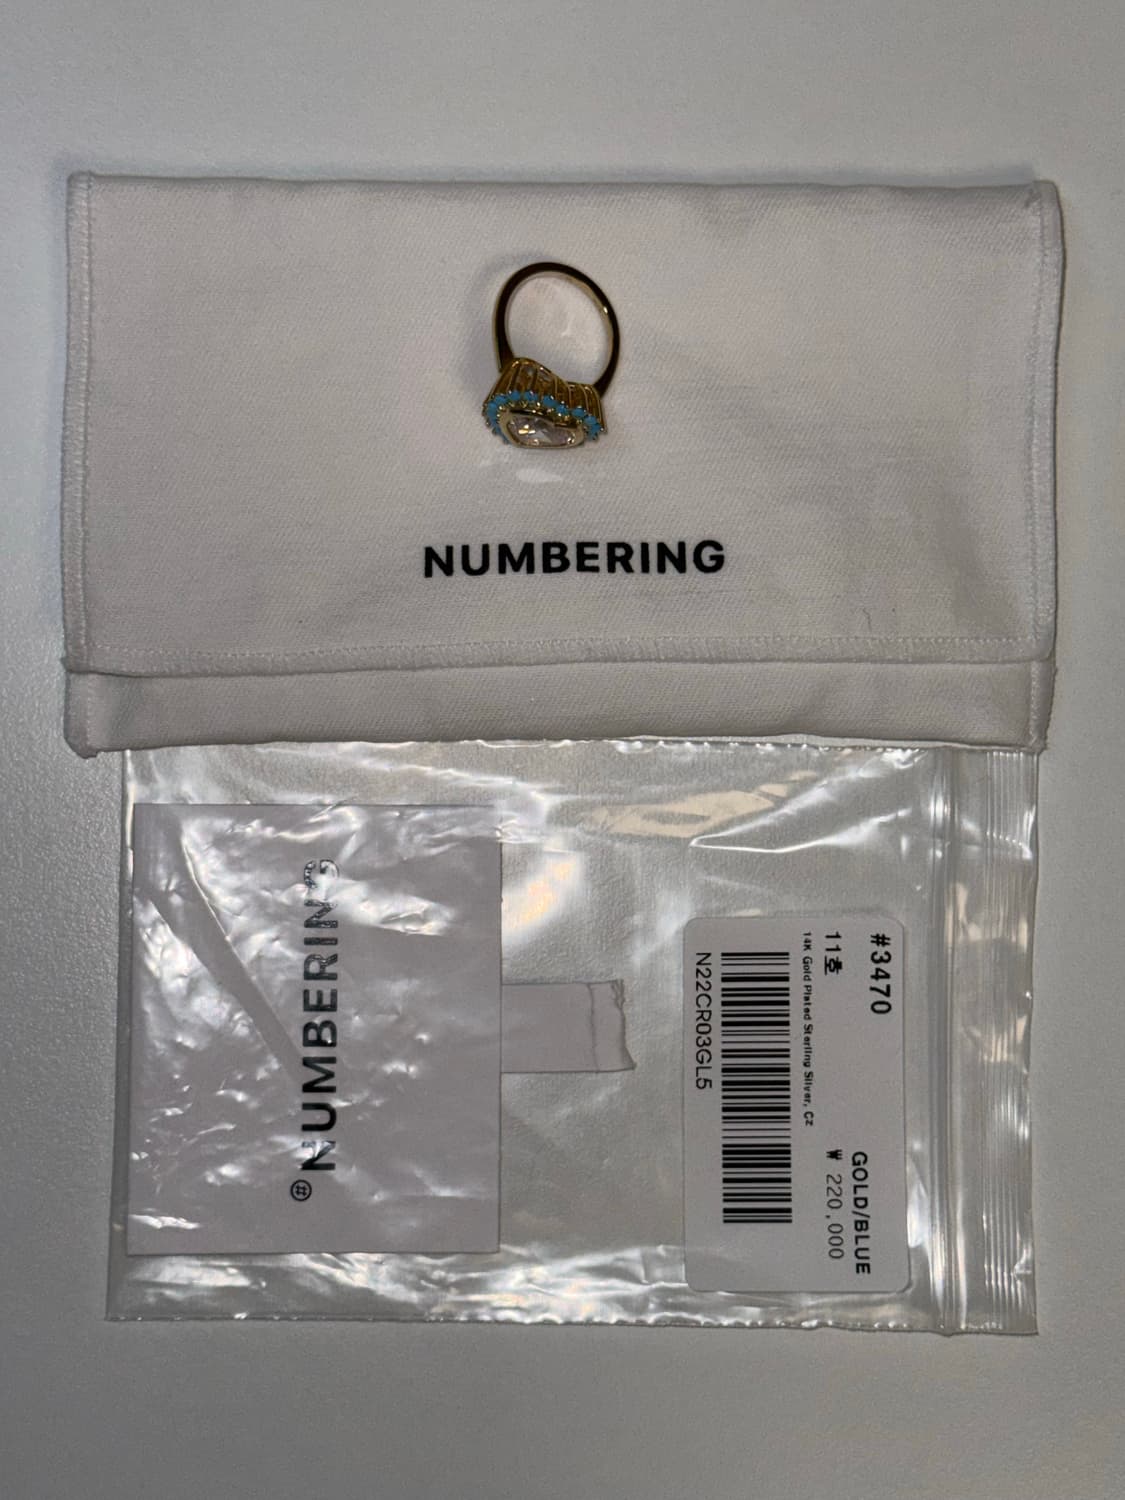 NUMBERING
NUMBERING
#3470
GOLD/BLUE
11호
₩ 220,000
14K Gold Plated Sterling Silver, Cz
N22CR03GL5